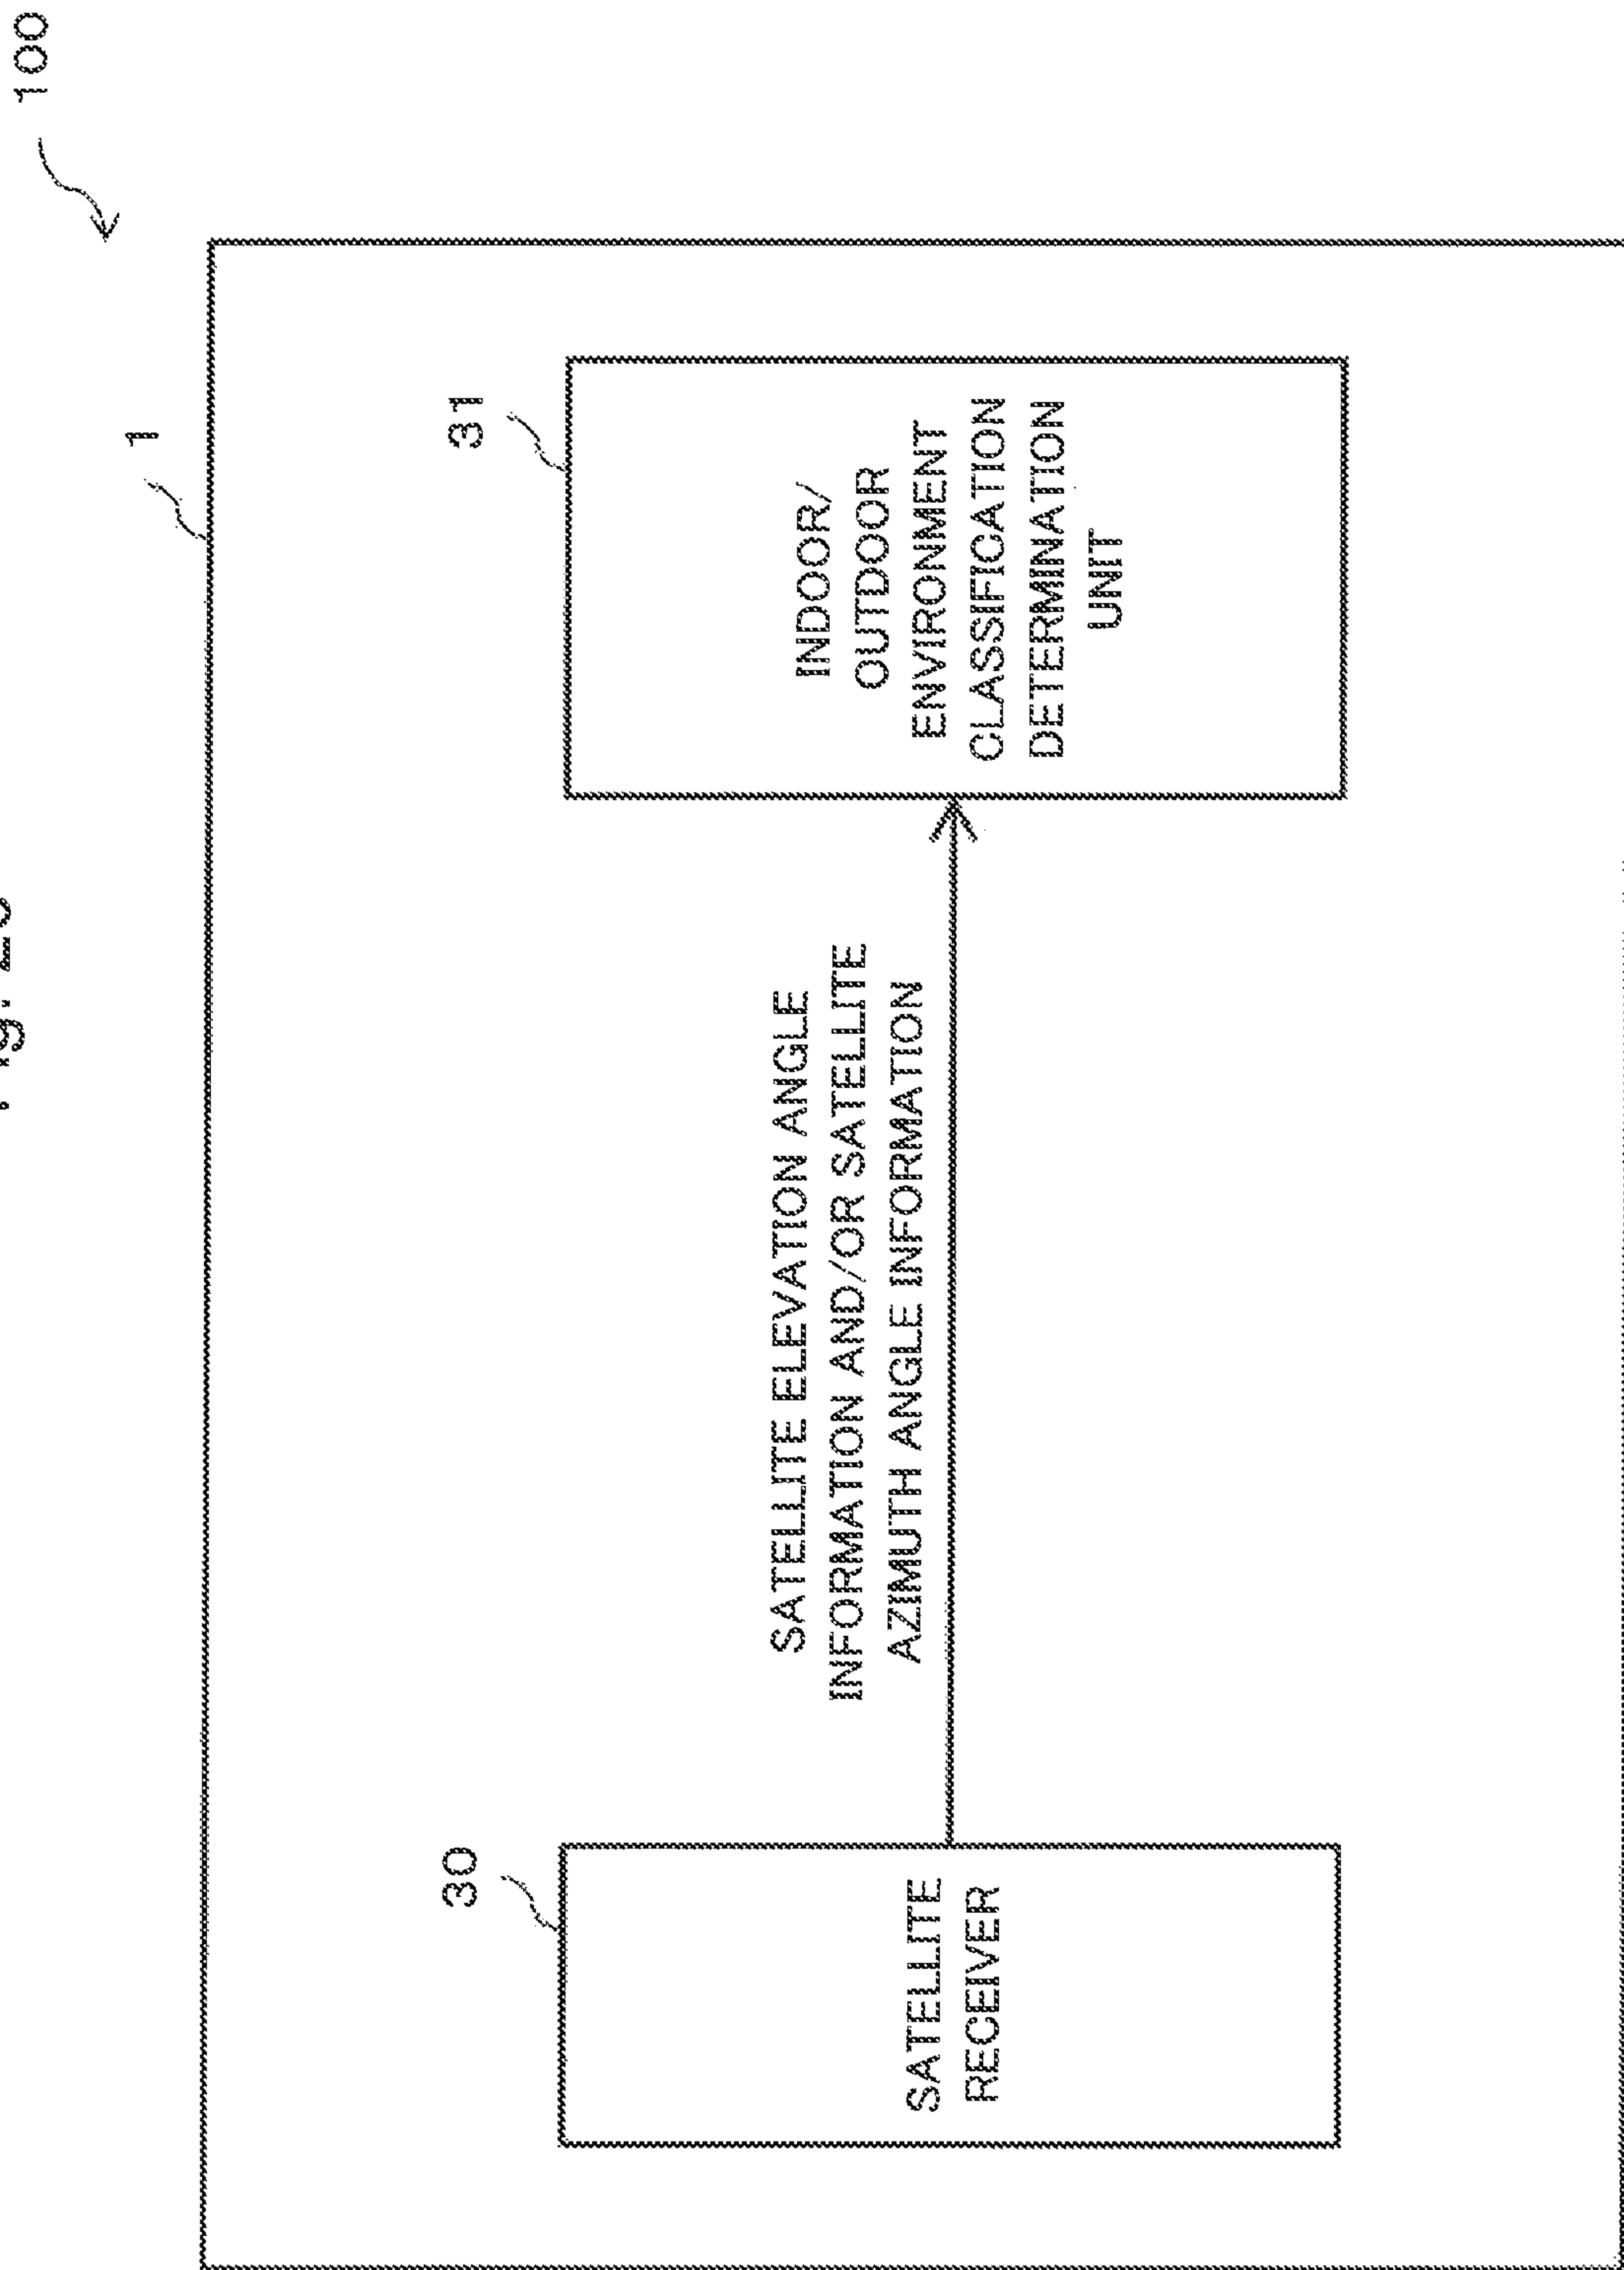 100
1
30
SATELLITE
RECEIVER
SATELLITE ELEVATION ANGLE
INFORMATION AND/OR SATELLITE
AZIMUTH ANGLE INFORMATION
31
INDOOR/
OUTDOOR
ENVIRONMENT
CLASSIFICATION
DETERMINATION
UNIT